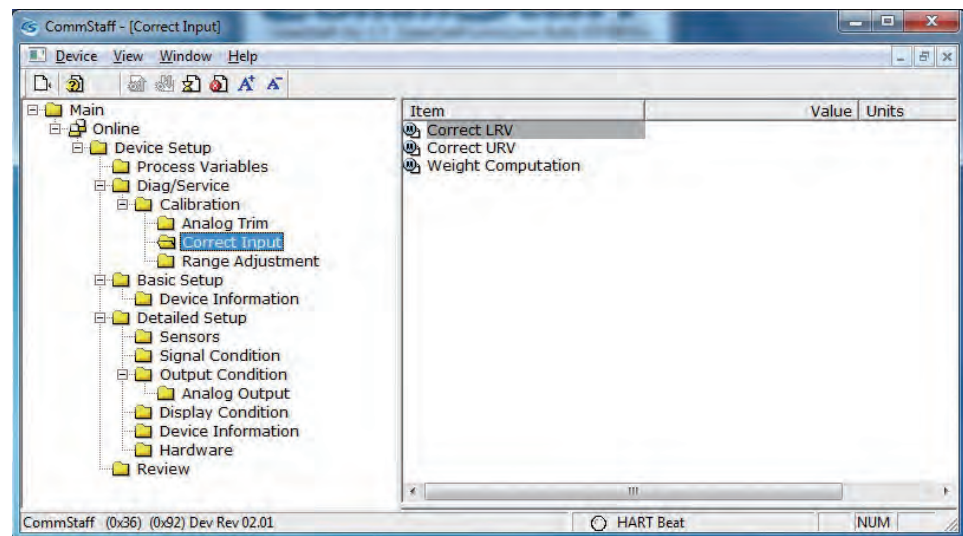 CommStaff - [Correct Input]
Device View Window Help
Main
Online
Device Setup
Process Variables
Diag/Service
Calibration
Analog Trim
Correct Input
Range Adjustment
Basic Setup
Device Information
Detailed Setup
Sensors
Signal Condition
Output Condition
Analog Output
Display Condition
Device Information
Hardware
Review
Item Value Units
Correct LRV
Correct URV
Weight Computation
CommStaff (0x36) (0x92) Dev Rev 02.01 HART Beat NUM